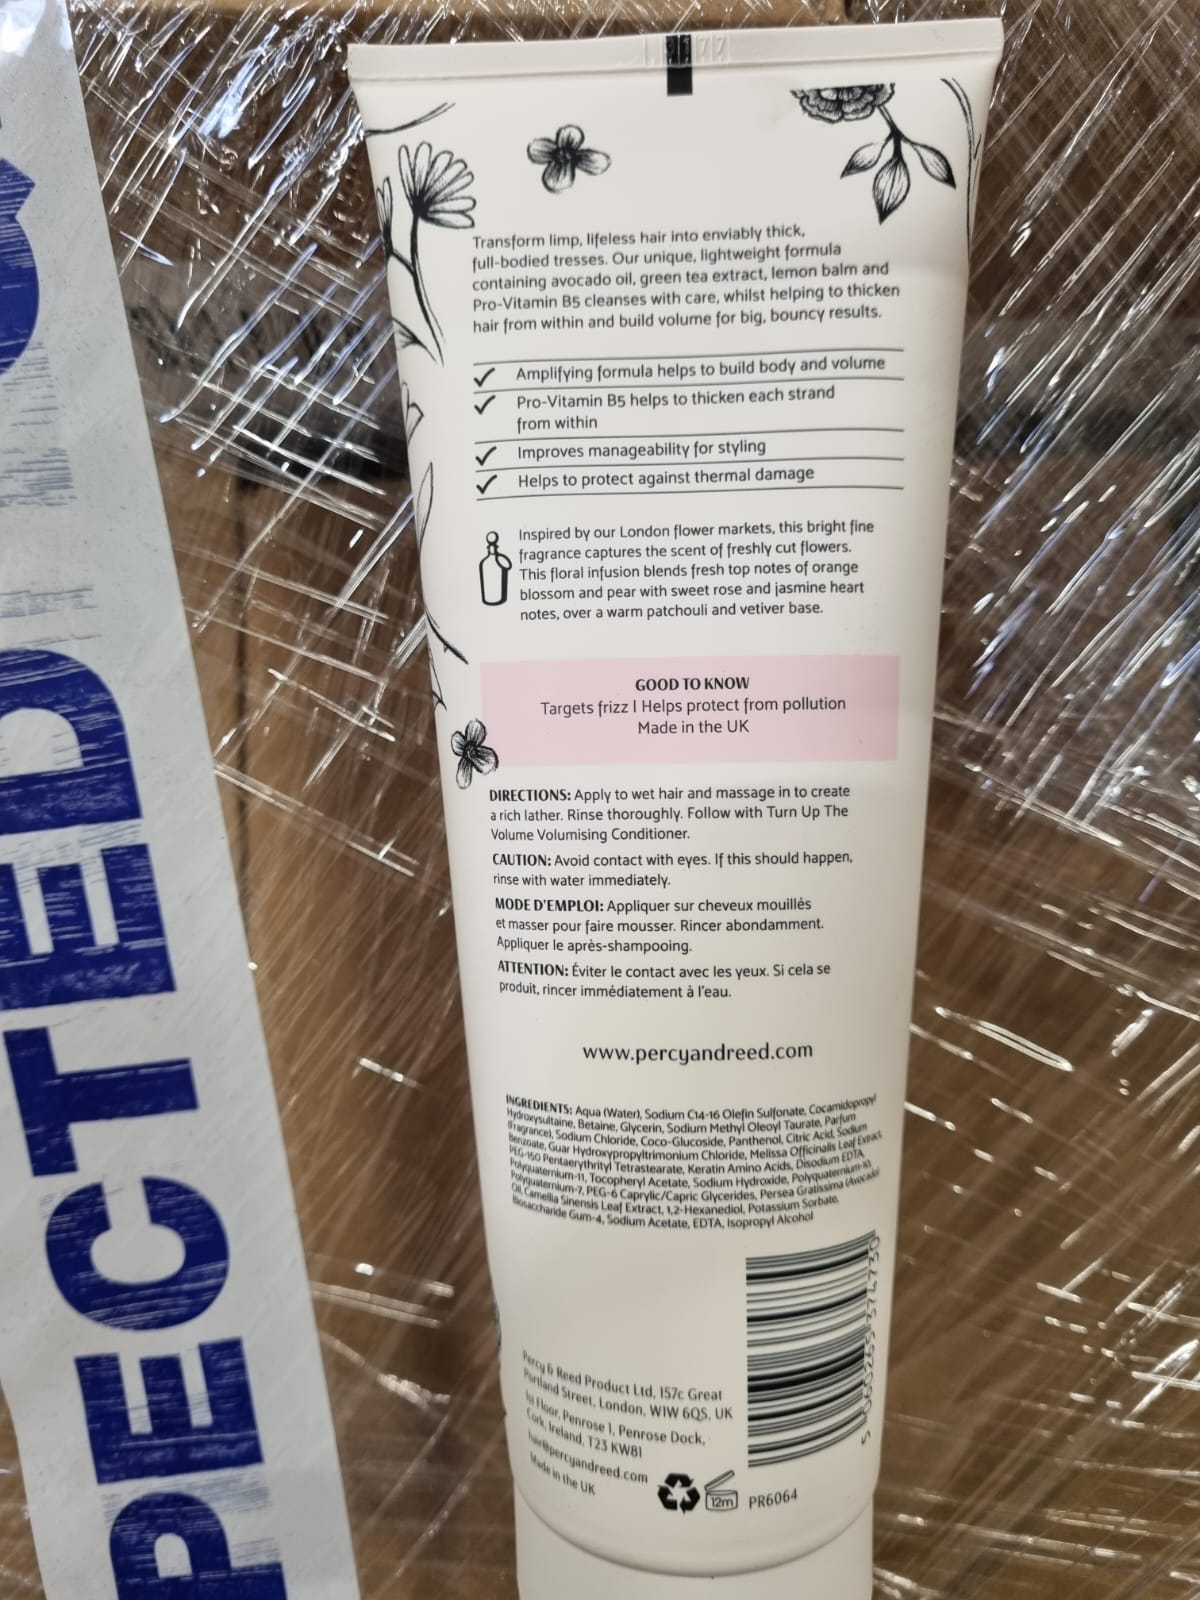 PECTED
Transform limp, lifeless hair into enviably thick,
full-bodied tresses. Our unique, lightweight formula
containing avocado oil, green tea extract, lemon balm and
Pro-Vitamin B5 cleanses with care, whilst helping to thicken
hair from within and build volume for big, bouncy results.
Amplifying formula helps to build body and volume
Pro-Vitamin B5 helps to thicken each strand
from within
Improves manageability for styling
Helps to protect against thermal damage
Inspired by our London flower markets, this bright fine
fragrance captures the scent of freshly cut flowers.
This floral infusion blends fresh top notes of orange
blossom and pear with sweet rose and jasmine heart
notes, over a warm patchouli and vetiver base.
GOOD TO KNOW
Targets frizz | Helps protect from pollution
Made in the UK
DIRECTIONS: Apply to wet hair and massage in to create
a rich lather. Rinse thoroughly. Follow with Turn Up The
Volume Volumising Conditioner.
CAUTION: Avoid contact with eyes. If this should happen,
rinse with water immediately.
MODE D'EMPLOI: Appliquer sur cheveux mouillés
et masser pour faire mousser. Rincer abondamment.
Appliquer le après-shampooing.
ATTENTION: Éviter le contact avec les yeux. Si cela se
produit, rincer immédiatement à l'eau.
www.percyandreed.com
INGREDIENTS: Aqua (Water), Sodium C14-16 Olefin Sulfonate, Cocamidopropyl
Hydroxysultaine, Betaine, Glycerin, Sodium Methyl Oleoyl Taurate, Parfum
(Fragrance), Sodium Chloride, Coco-Glucoside, Panthenol, Citric Acid, Sodium
Benzoate, Guar Hydroxypropyltrimonium Chloride, Melissa Officinalis Leaf Extract,
PEG-150 Pentaerythrityl Tetrastearate, Keratin Amino Acids, Disodium EDTA,
Polyquaternium-11, Tocopheryl Acetate, Sodium Hydroxide, Polyquaternium-10,
Polyquaternium-7, PEG-6 Caprylic/Capric Glycerides, Persea Gratissima (Avocado)
Oil, Camellia Sinensis Leaf Extract, 1,2-Hexanediol, Potassium Sorbate,
Biosaccharide Gum-4, Sodium Acetate, EDTA, Isopropyl Alcohol
5 060265 374730
Percy & Reed Product Ltd, 157c Great
Portland Street, London, W1W 6QS, UK
1st Floor, Penrose 1, Penrose Dock,
Cork, Ireland, T23 KW81
hair@percyandreed.com
Made in the UK
12m
PR6064